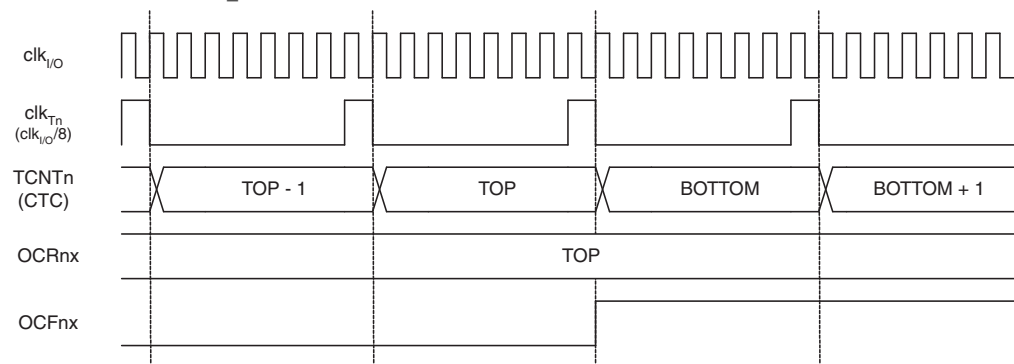 clkI/O
clkTn
(clkI/O/8)
TCNTn
(CTC)
TOP - 1
TOP
BOTTOM
BOTTOM + 1
OCRnx
TOP
OCFnx